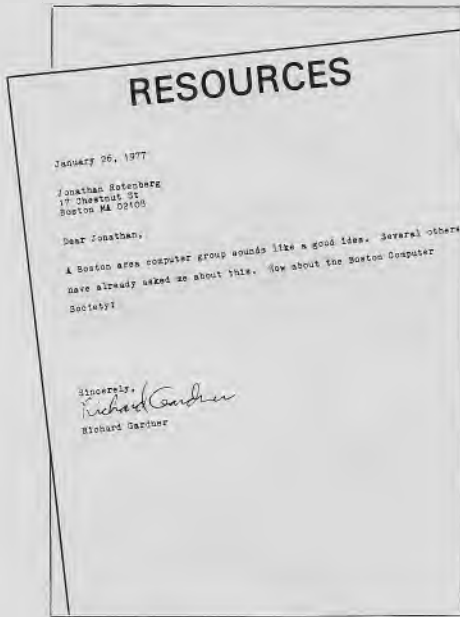 RESOURCES
January 26, 1977
Jonathan Rotenberg
17 Chestnut St
Boston MA 02108
Dear Jonathan,
A Boston area computer group sounds like a good idea. Several others
have already asked me about this. How about the Boston Computer
Society?
Sincerely,
Richard Gardner
Richard Gardner